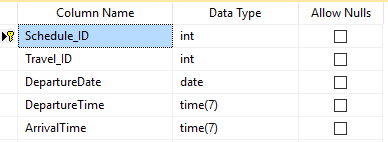 Column Name Data Type Allow Nulls
Schedule_ID int
Travel_ID int
DepartureDate date
DepartureTime time(7)
ArrivalTime time(7)